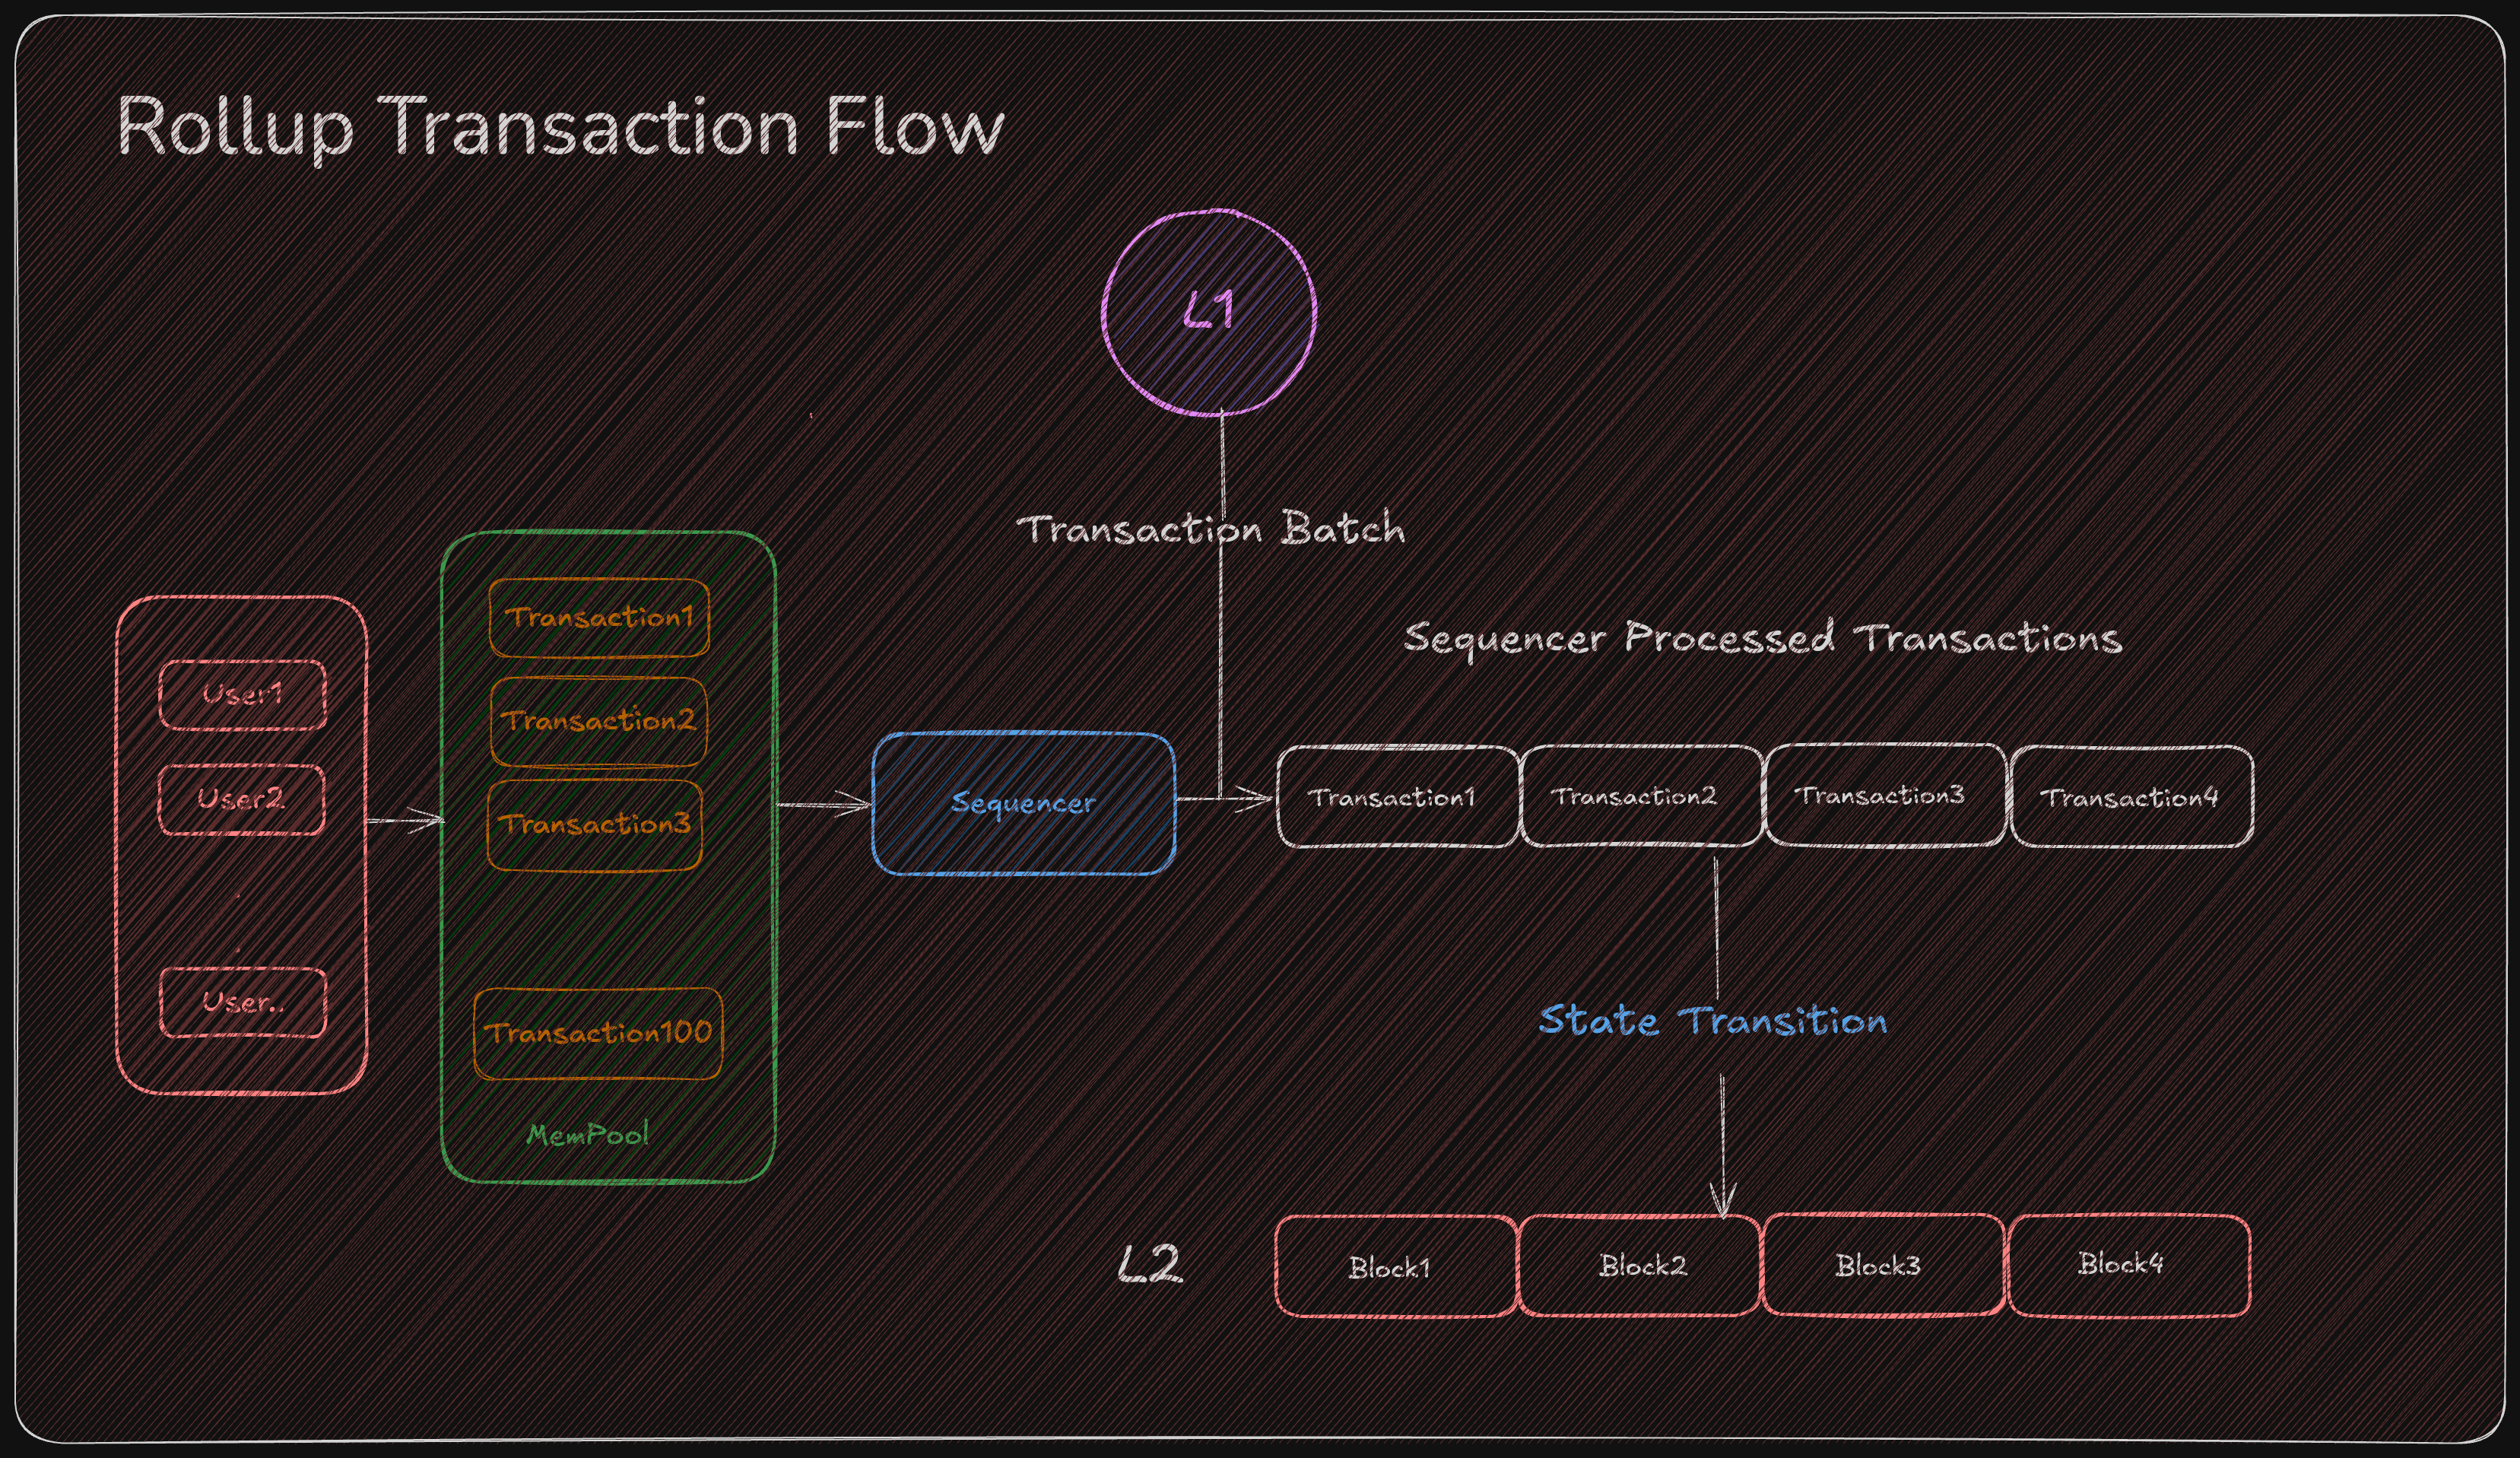 Rollup Transaction Flow
L1
Transaction Batch
Sequencer Processed Transactions
User1
User2
.
.
User..
Transaction1
Transaction2
Transaction3
Transaction100
MemPool
Sequencer
Transaction1
Transaction2
Transaction3
Transaction4
State Transition
L2
Block1
Block2
Block3
Block4